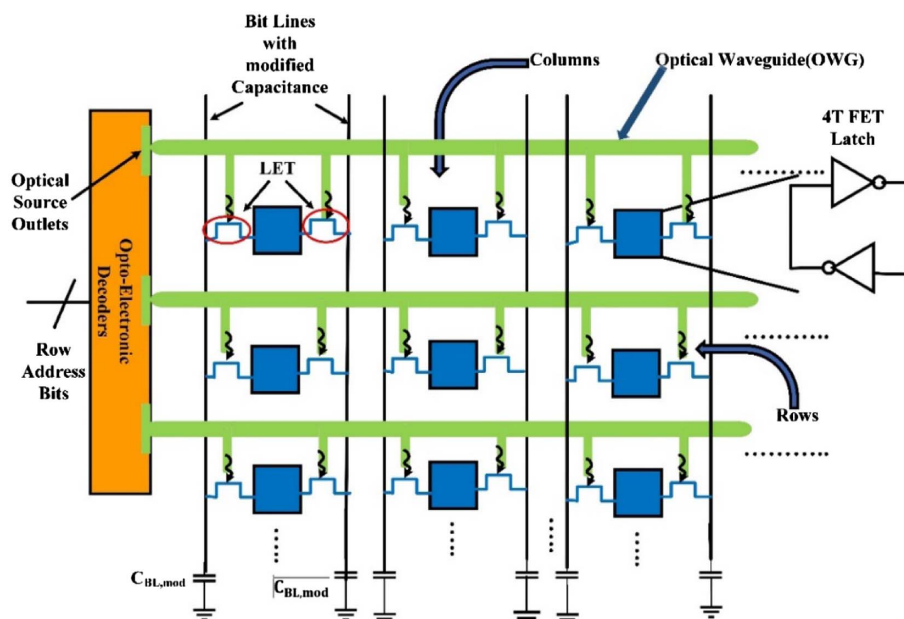 Bit Lines
with
modified
Capacitance
Columns
Optical Waveguide(OWG)
4T FET
Latch
Optical
Source
Outlets
LET
Opto-Electronic
Decoders
Row
Address
Bits
Rows
C_BL,mod
C_BL,mod